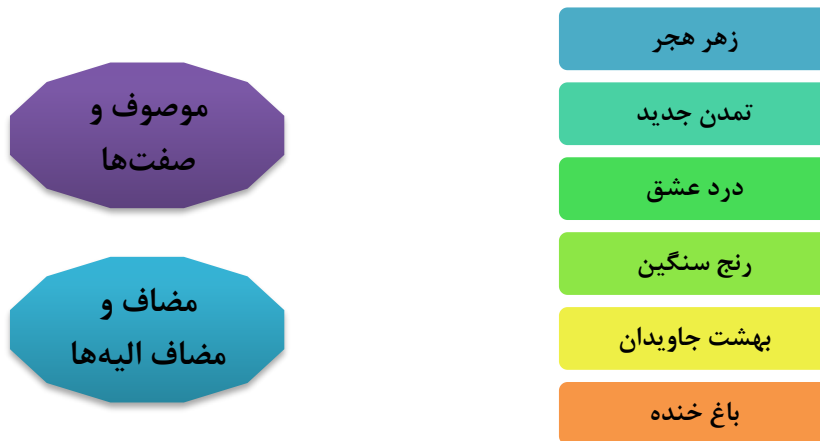 زهر هجر
تمدن جدید
درد عشق
رنج سنگین
بهشت جاویدان
باغ خنده
موصوف و
صفت‌ها
مضاف و
مضاف الیه‌ها